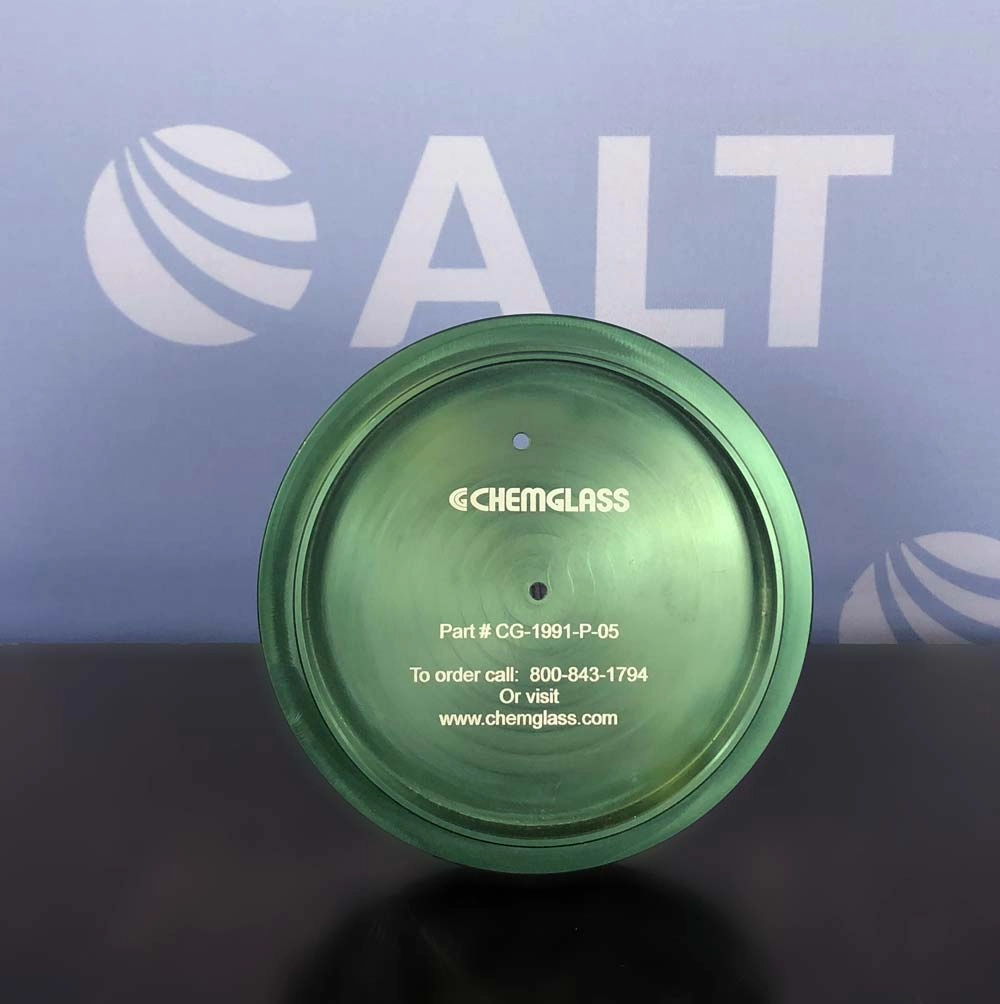 ALT
CHEMGLASS
Part # CG-1991-P-05
To order call: 800-843-1794
Or visit
www.chemglass.com